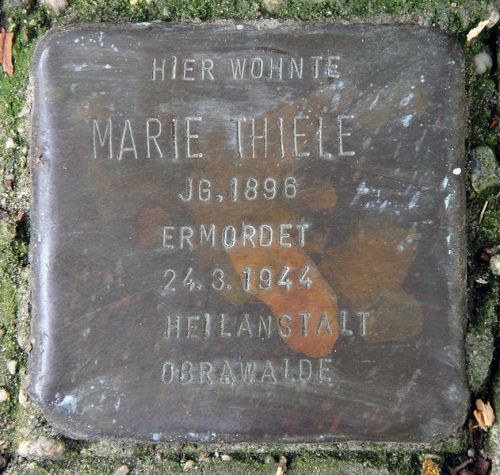 HIER WOHNTE
MARIE THIELE
JG. 1896
ERMORDET
24.3.1944
HEILANSTALT
OBRAWALDE